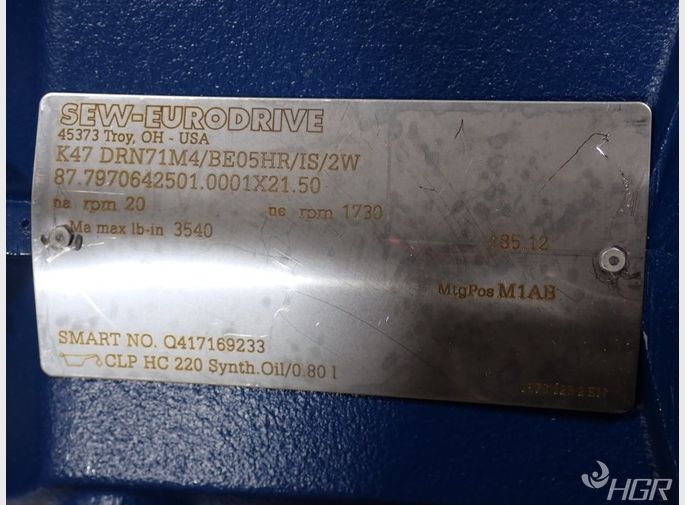 SEW-EURODRIVE
45373 Troy, OH - USA
K47 DRN71M4/BE05HR/IS/2W
87.7970642501.0001X21.50
na rpm 20 ne rpm 1730
Ma max lb-in 3540
i 85.12
MtgPos M1AB
SMART NO. Q417169233
CLP HC 220 Synth.Oil/0.80 l
HGR